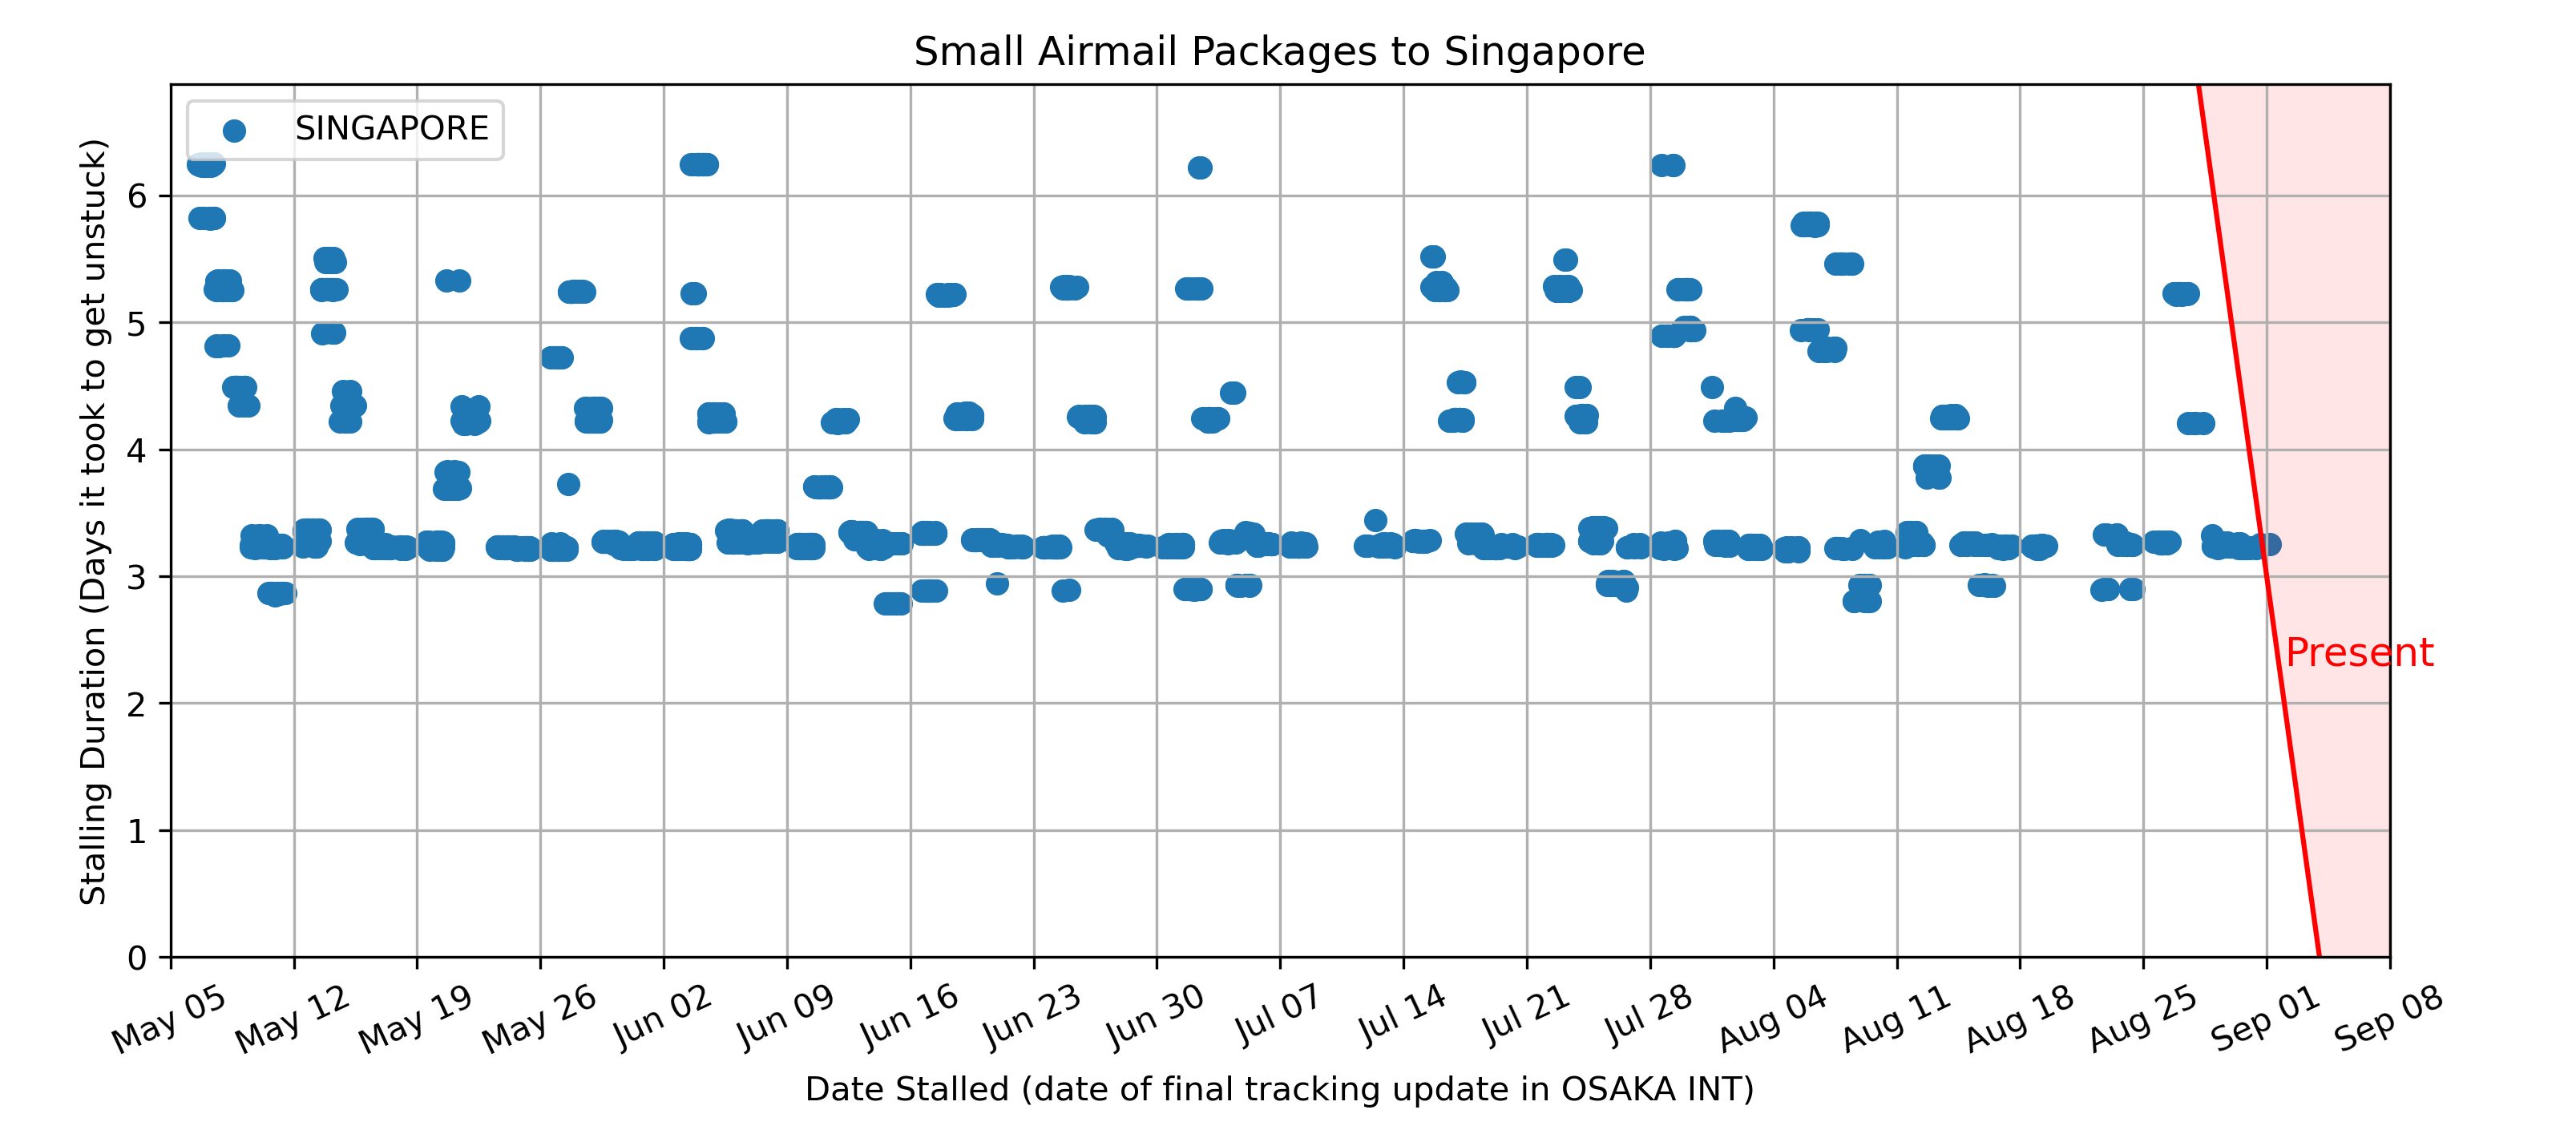 Small Airmail Packages to Singapore
SINGAPORE
Stalling Duration (Days it took to get unstuck)
6
5
4
3
2
1
0
Present
May 05
May 12
May 19
May 26
Jun 02
Jun 09
Jun 16
Jun 23
Jun 30
Jul 07
Jul 14
Jul 21
Jul 28
Aug 04
Aug 11
Aug 18
Aug 25
Sep 01
Sep 08
Date Stalled (date of final tracking update in OSAKA INT)